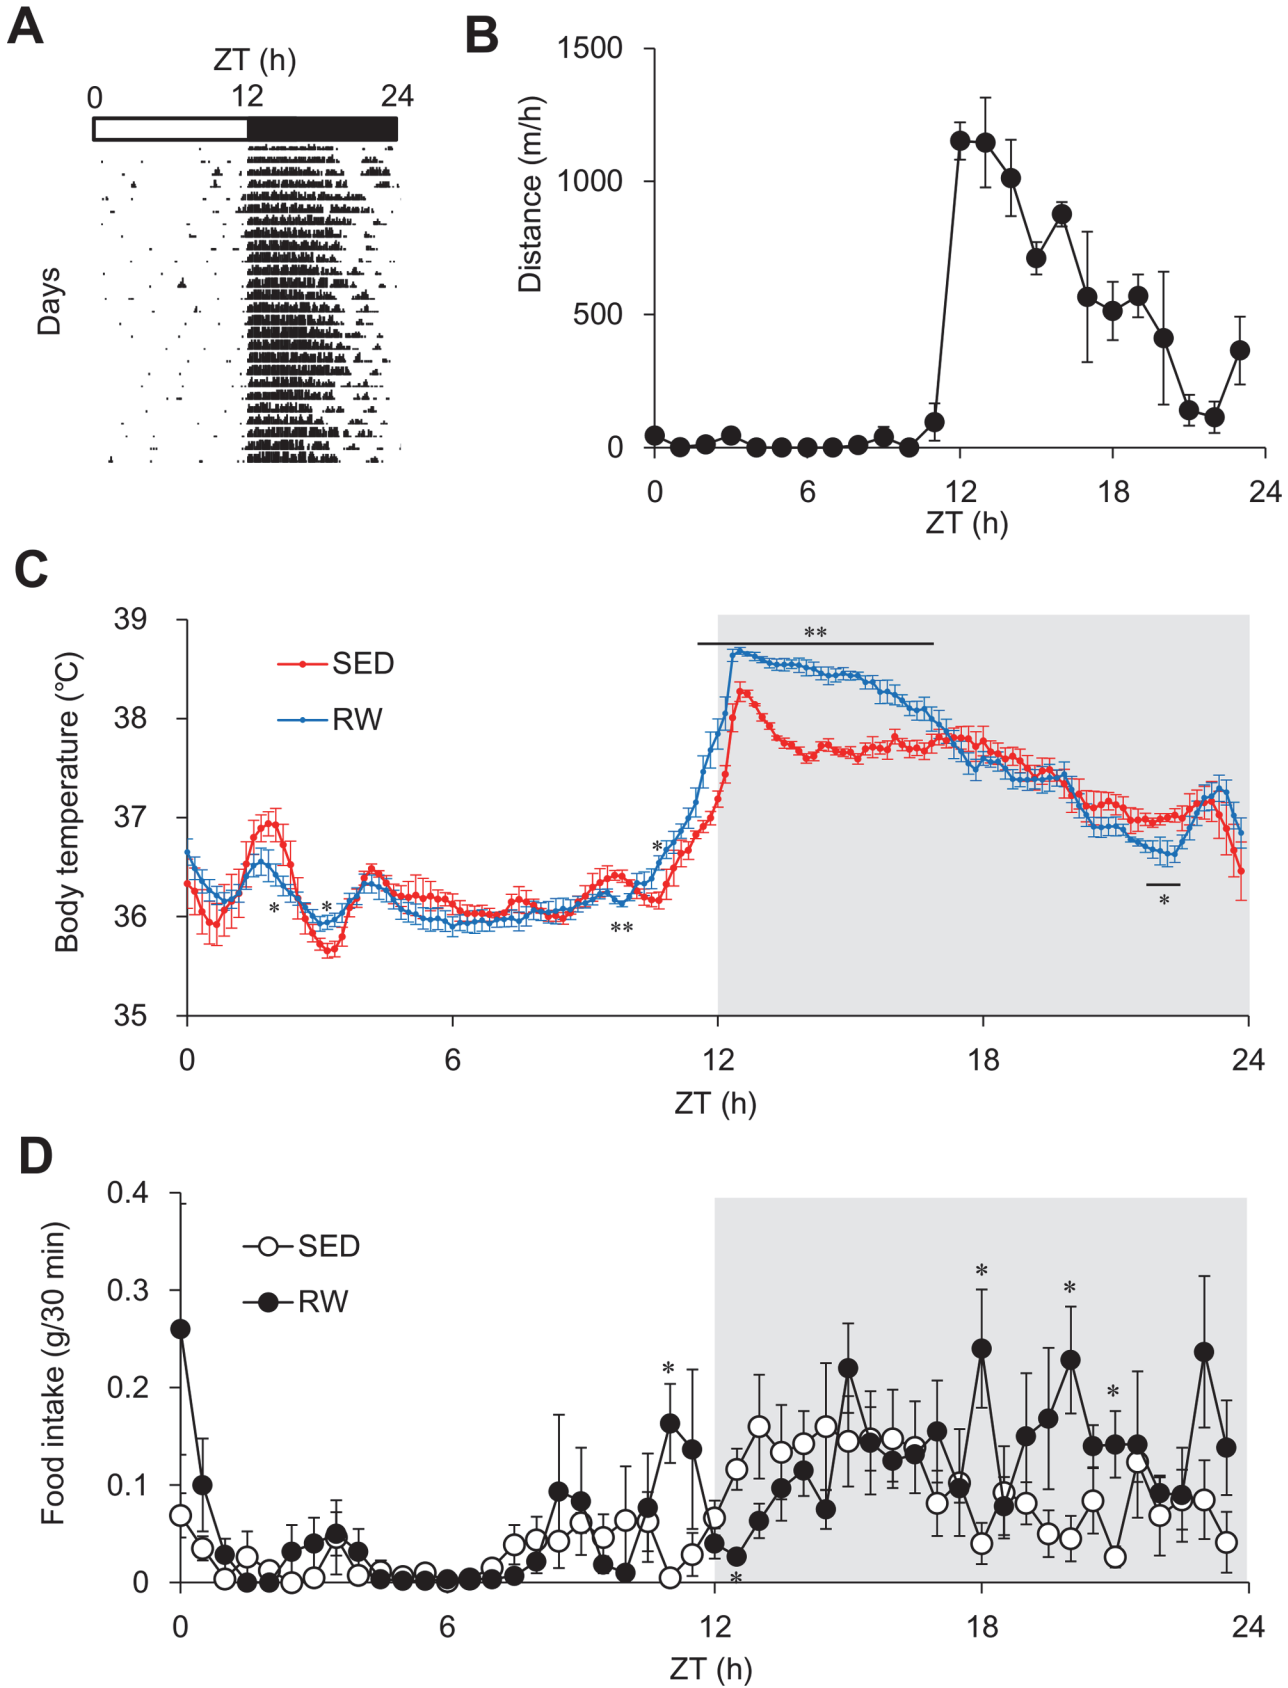 A
ZT (h)
0 12 24
Days
B
Distance (m/h)
1500
1000
500
0
0 6 12 18 24
ZT (h)
C
Body temperature (°C)
39
38
37
36
35
SED
RW
**
*
*
**
*
*
0 6 12 18 24
ZT (h)
D
Food intake (g/30 min)
0.4
0.3
0.2
0.1
0
SED
RW
*
*
*
*
*
0 6 12 18 24
ZT (h)